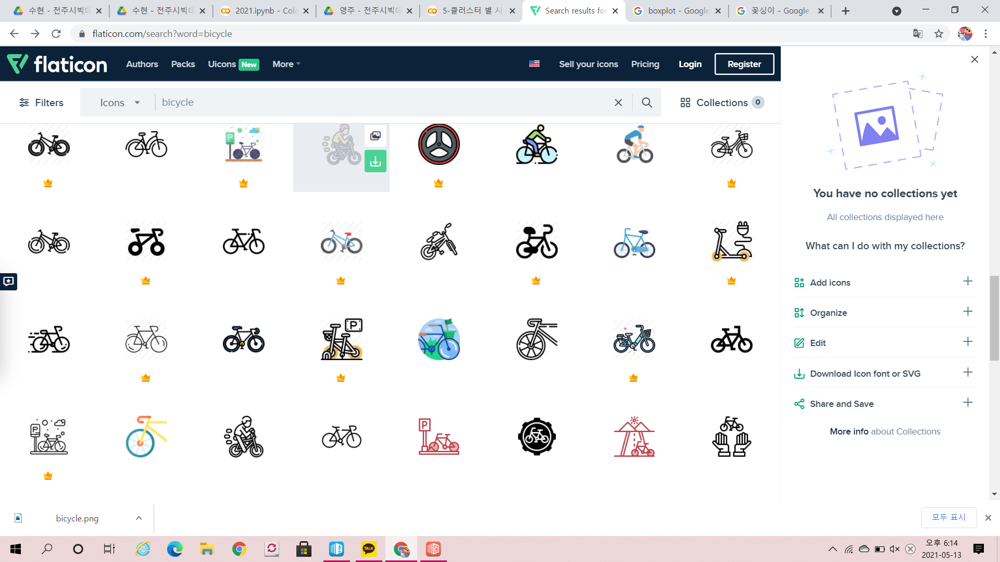 수현 - 전주시빅데
수현 - 전주시빅데
2021.ipynb - Cola
영주 - 전주시빅데
5-클러스터 별 시
Search results for
boxplot - Google
꽃싱이 - Google
flaticon.com/search?word=bicycle
flaticon
Authors
Packs
Uicons New
More
Sell your icons
Pricing
Login
Register
Filters
Icons
bicycle
Collections 0
You have no collections yet
All collections displayed here
What can I do with my collections?
Add icons
Organize
Edit
Download Icon font or SVG
Share and Save
More info about Collections
P
P
P
P
bicycle.png
모두 표시
TALK
오후 6:14
2021-05-13